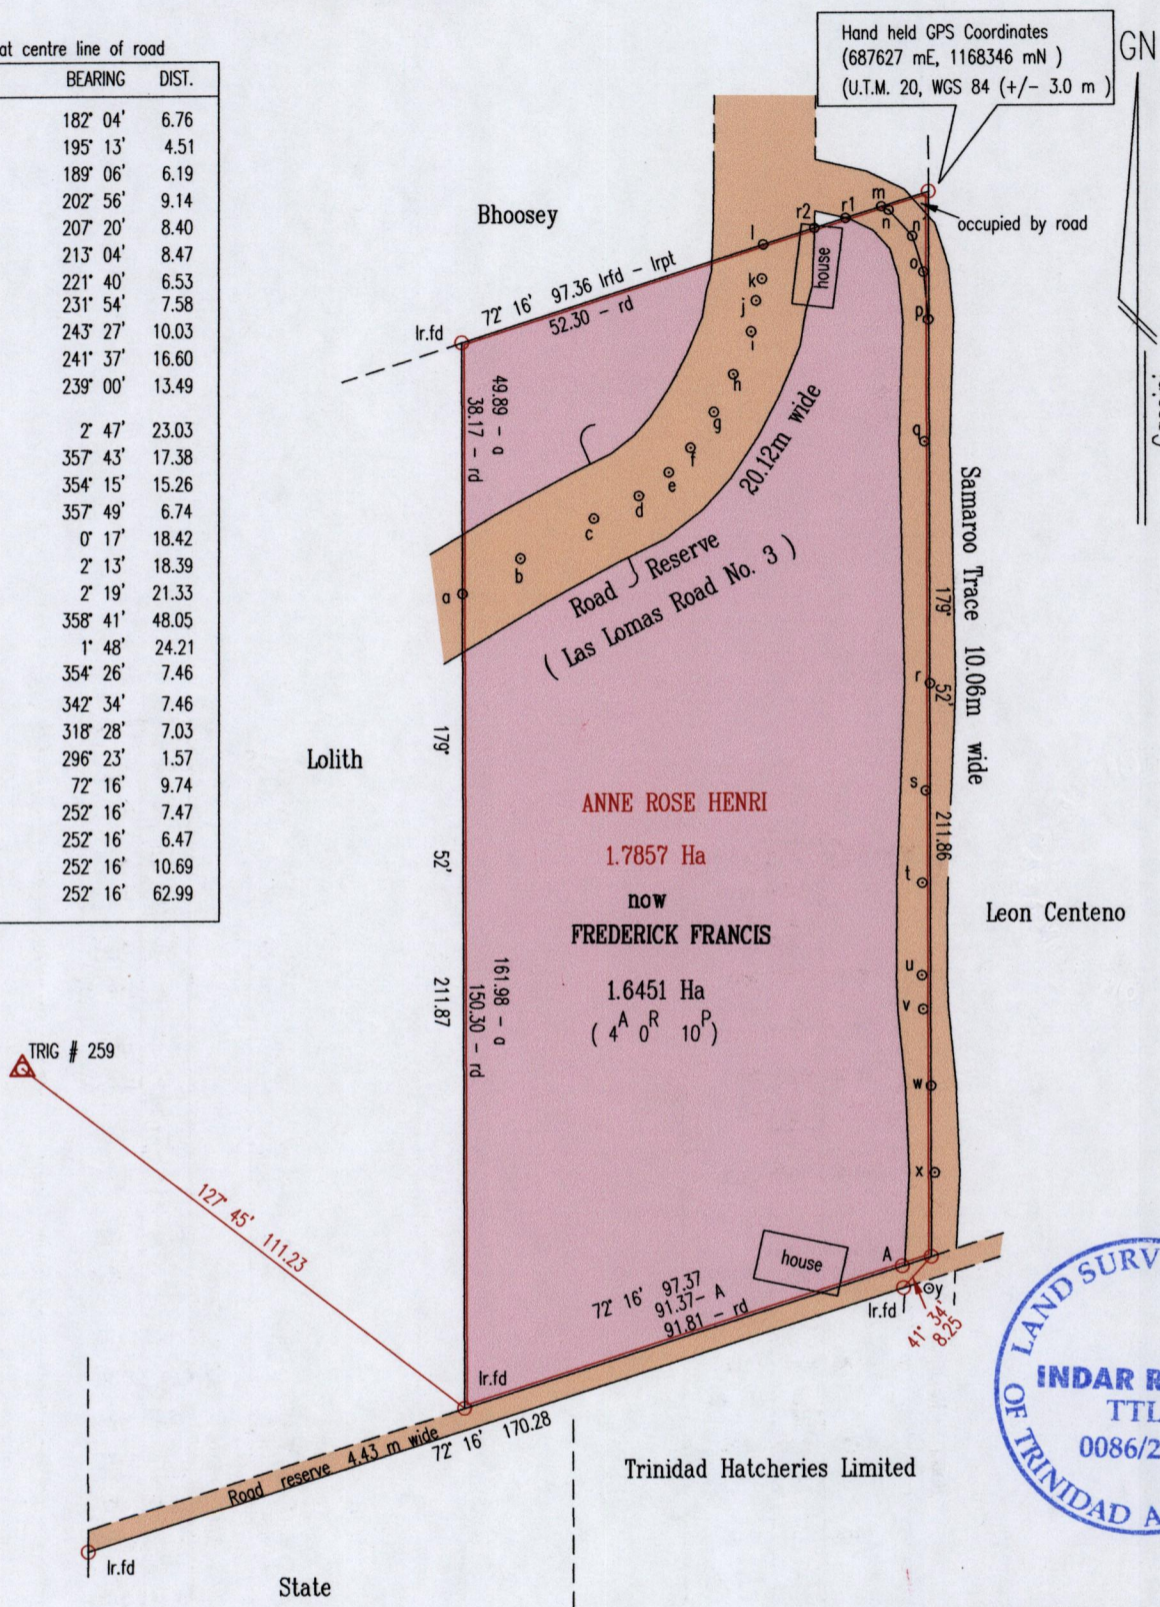 at centre line of road
BEARING DIST.
182° 04' 6.76
195° 13' 4.51
189° 06' 6.19
202° 56' 9.14
207° 20' 8.40
213° 04' 8.47
221° 40' 6.53
231° 54' 7.58
243° 27' 10.03
241° 37' 16.60
239° 00' 13.49
2° 47' 23.03
357° 43' 17.38
354° 15' 15.26
357° 49' 6.74
0° 17' 18.42
2° 13' 18.39
2° 19' 21.33
358° 41' 48.05
1° 48' 24.21
354° 26' 7.46
342° 34' 7.46
318° 28' 7.03
296° 23' 1.57
72° 16' 9.74
252° 16' 7.47
252° 16' 6.47
252° 16' 10.69
252° 16' 62.99
Hand held GPS Coordinates
(687627 mE, 1168346 mN )
(U.T.M. 20, WGS 84 (+/- 3.0 m )
GN
Bhoosey
occupied by road
r2
r1
m
n
n
o
p
q
r
s
t
u
v
w
x
y
l
k
j
i
h
g
f
e
d
c
b
a
house
Ir.fd
72° 16' 97.36 Irfd - Irpt
52.30 - rd
49.89 - a
38.17 - rd
20.12m wide
Road Reserve
( Las Lomas Road No. 3 )
Samaroo Trace 10.06m wide
179° 52' 211.86
Lolith
179° 52' 211.87
161.98 - a
150.30 - rd
ANNE ROSE HENRI
1.7857 Ha
now
FREDERICK FRANCIS
1.6451 Ha
( 4A 0R 10P)
Leon Centeno
TRIG # 259
127° 45' 111.23
house
A
72° 16' 97.37
91.37- A
91.81 - rd
Ir.fd
41° 34'
8.25
Ir.fd
Road reserve 4.43 m wide
72° 16' 170.28
Trinidad Hatcheries Limited
Ir.fd
State
LAND SURV
INDAR R
TTL
0086/2
OF TRINIDAD A